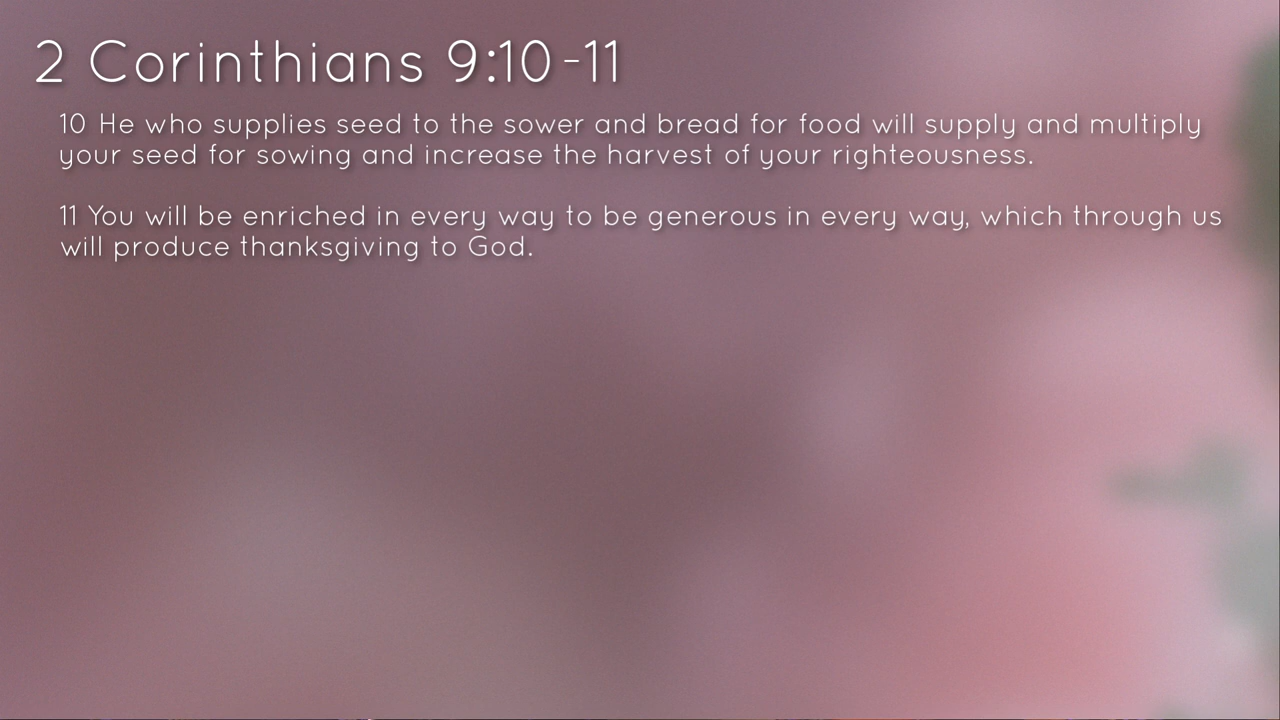 2 Corinthians 9:10-11
10 He who supplies seed to the sower and bread for food will supply and multiply
your seed for sowing and increase the harvest of your righteousness.
11 You will be enriched in every way to be generous in every way, which through us
will produce thanksgiving to God.